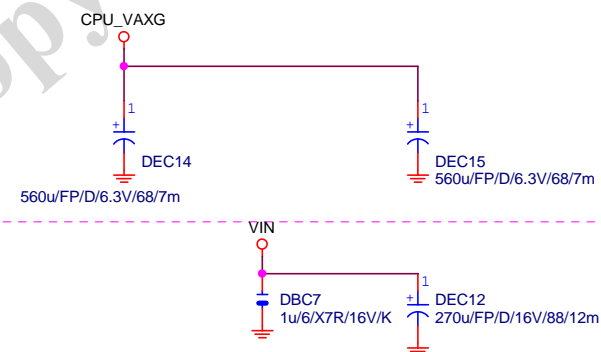 CPU_VAXG
1
1
+
+
DEC14
DEC15
560u/FP/D/6.3V/68/7m
560u/FP/D/6.3V/68/7m
VIN
1
DBC7
+
DEC12
1u/6/X7R/16V/K
270u/FP/D/16V/88/12m